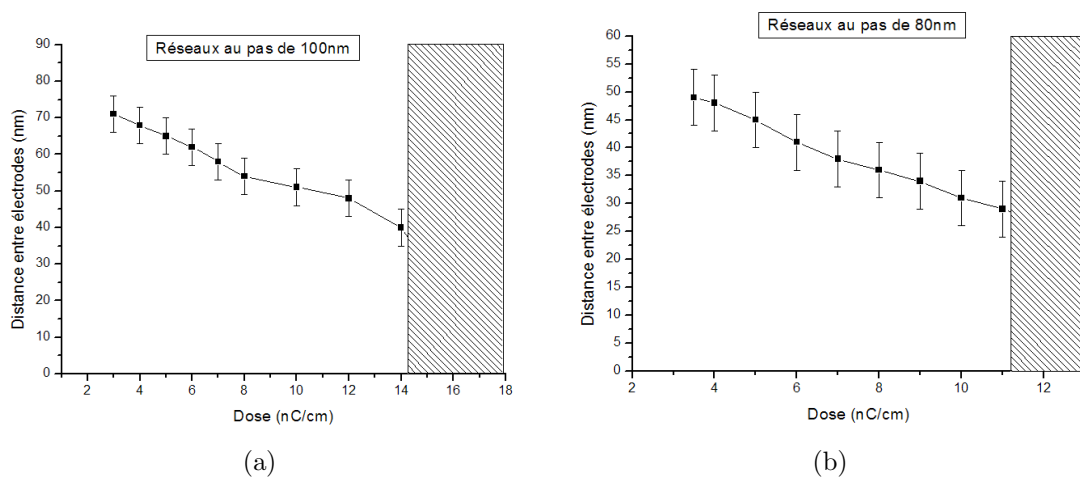 Réseaux au pas de 100nm
Distance entre électrodes (nm)
90
80
70
60
50
40
30
20
10
0
2 4 6 8 10 12 14 16 18
Dose (nC/cm)
(a)
Réseaux au pas de 80nm
Distance entre électrodes (nm)
60
55
50
45
40
35
30
25
20
15
10
5
0
2 4 6 8 10 12
Dose (nC/cm)
(b)